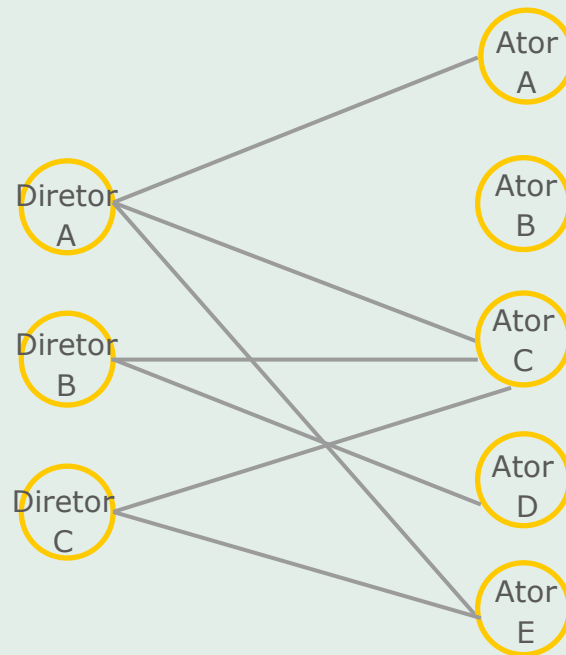 Diretor
A
Diretor
B
Diretor
C
Ator
A
Ator
B
Ator
C
Ator
D
Ator
E